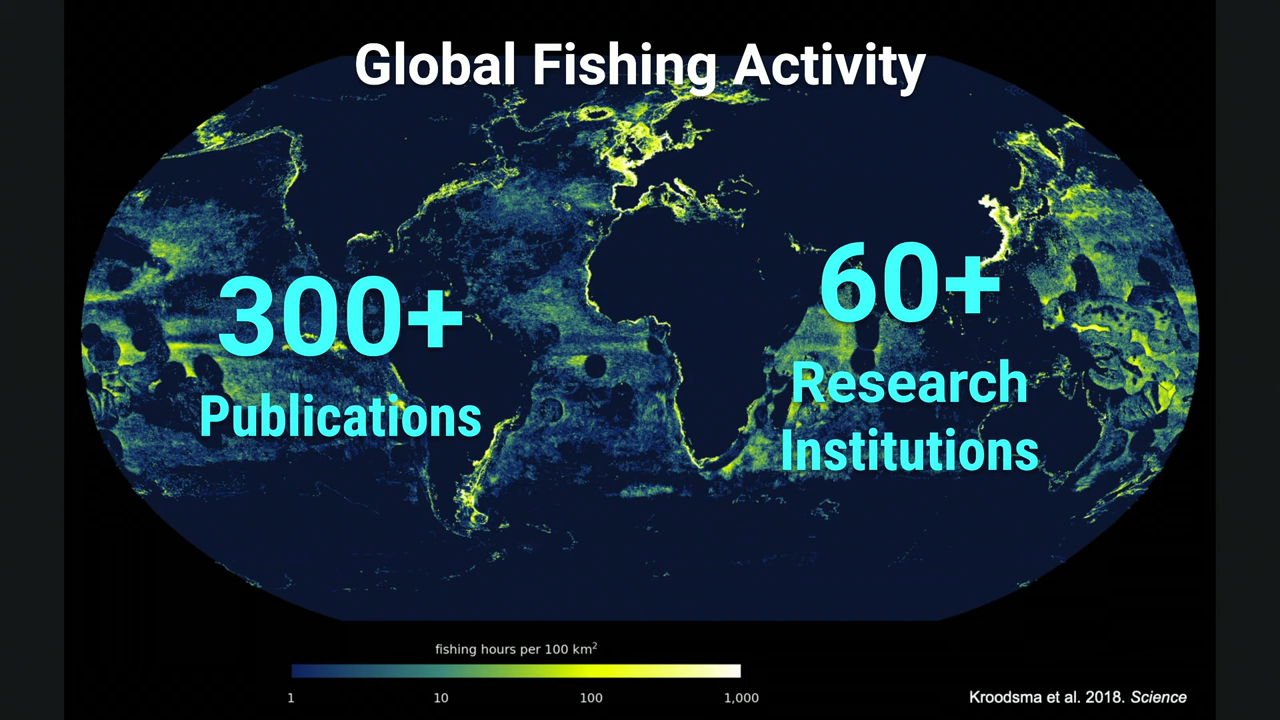 Global Fishing Activity
300+
Publications
60+
Research
Institutions
fishing hours per 100 km²
1 10 100 1,000
Kroodsma et al. 2018. Science